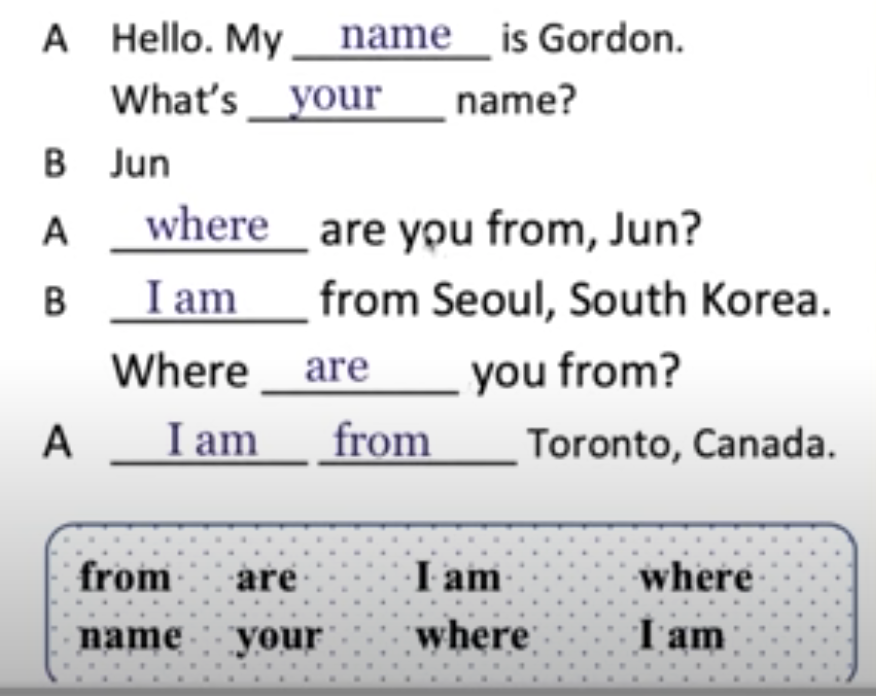 A Hello. My name is Gordon.
What's your name?
B Jun
A where are you from, Jun?
B I am from Seoul, South Korea.
Where are you from?
A I am from Toronto, Canada.
from are I am where
name your where I am